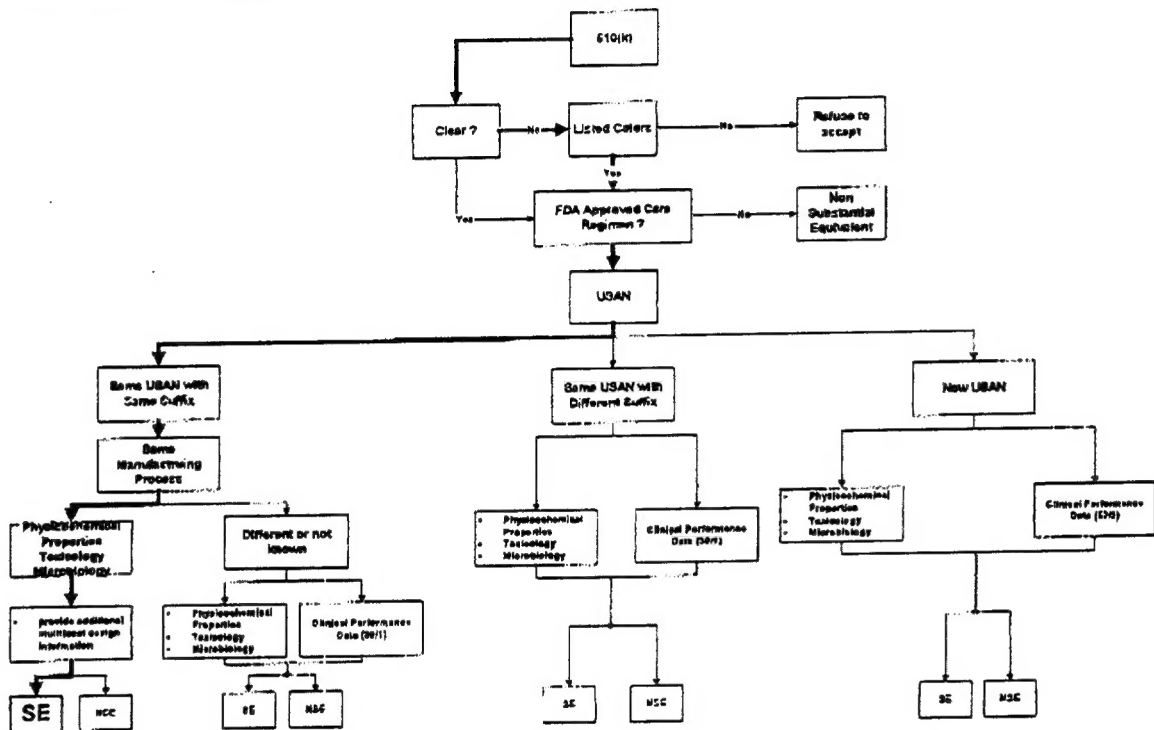 510(k)
Clear ?
No
Listed Colors
No
Refuse to
accept
Yes
Yes
FDA Approved Care
Regimen ?
No
Non
Substantial
Equivalent
USAN
Same USAN with
Same Suffix
Same USAN with
Different Suffix
New USAN
Same
Manufacturing
Process
Physicochemical
Properties
Toxicology
Microbiology
Different or not
known
• Physicochemical
Properties
• Toxicology
• Microbiology
Clinical Performance
Data
• Physicochemical
Properties
• Toxicology
• Microbiology
Clinical Performance
Data
• provide additional
multifocal design
information
• Physicochemical
Properties
• Toxicology
• Microbiology
Clinical Performance
Data
SE
NSE
SE
NSE
SE
NSE
SE
NSE